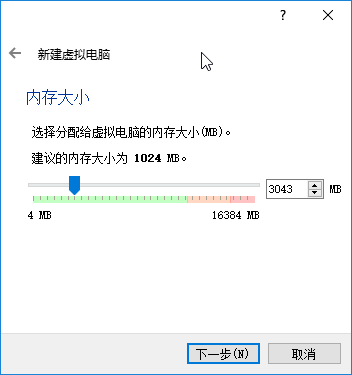 ?
新建虚拟电脑
内存大小
选择分配给虚拟电脑的内存大小(MB)。
建议的内存大小为 1024 MB。
3043 MB
4 MB 16384 MB
下一步(N) 取消